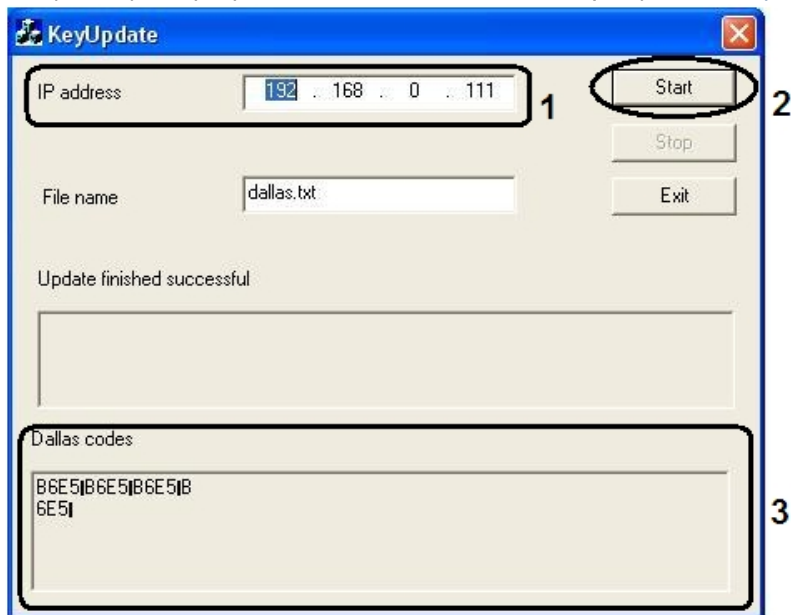 KeyUpdate
IP address 192 . 168 . 0 . 111
1
Start
2
Stop
File name dallas.txt
Exit
Update finished successful
Dallas codes
B6E5|B6E5|B6E5|B
6E5|
3